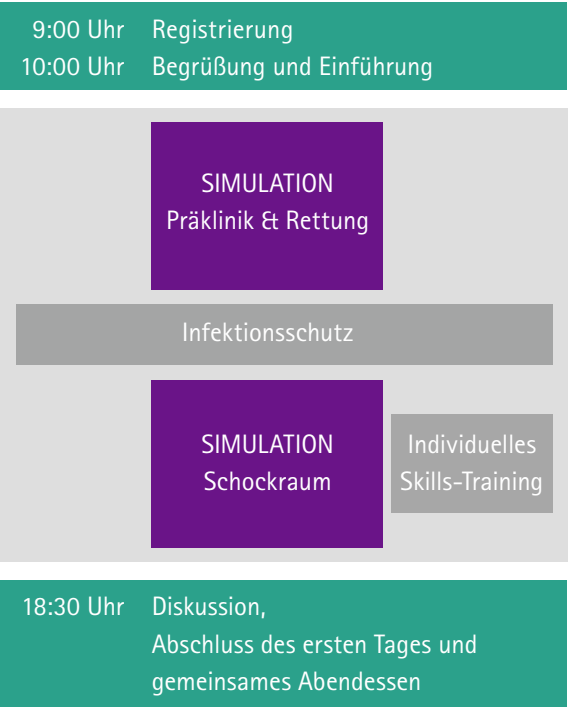 9:00 Uhr Registrierung
10:00 Uhr Begrüßung und Einführung
SIMULATION
Präklinik & Rettung
Infektionsschutz
SIMULATION
Schockraum
Individuelles
Skills-Training
18:30 Uhr Diskussion,
Abschluss des ersten Tages und
gemeinsames Abendessen